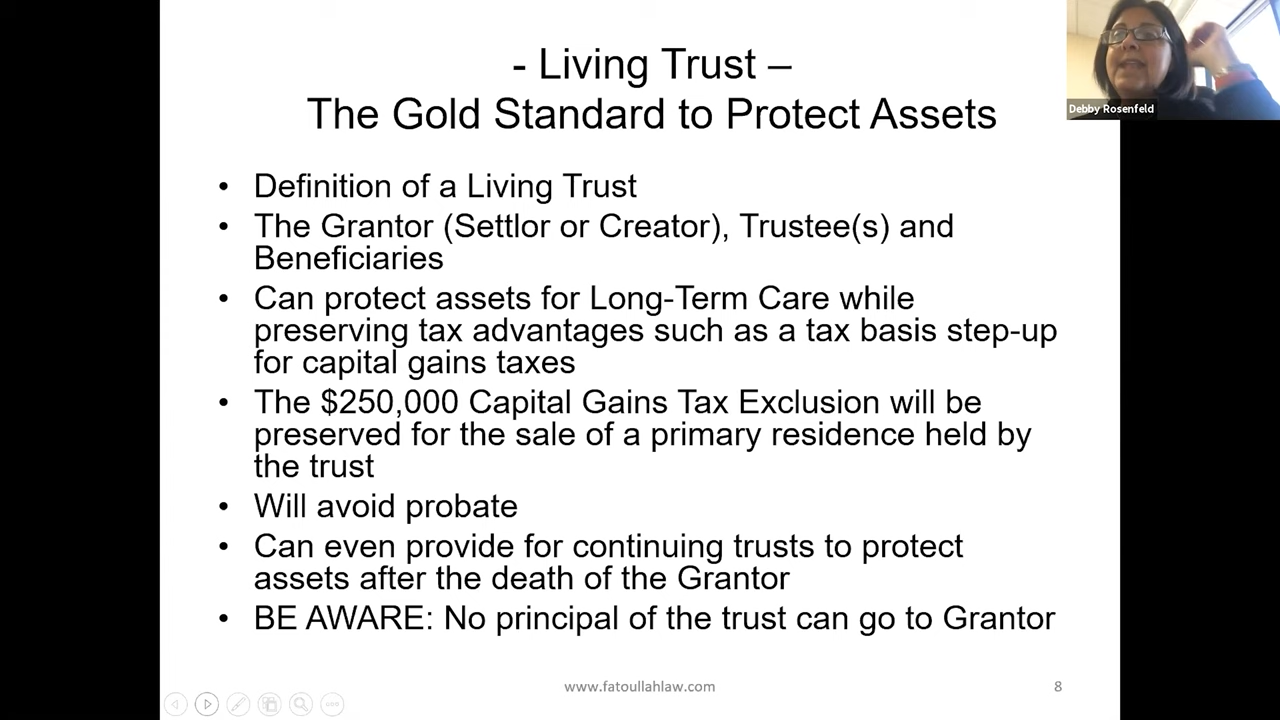 - Living Trust –
The Gold Standard to Protect Assets
• Definition of a Living Trust
• The Grantor (Settlor or Creator), Trustee(s) and
Beneficiaries
• Can protect assets for Long-Term Care while
preserving tax advantages such as a tax basis step-up
for capital gains taxes
• The $250,000 Capital Gains Tax Exclusion will be
preserved for the sale of a primary residence held by
the trust
• Will avoid probate
• Can even provide for continuing trusts to protect
assets after the death of the Grantor
• BE AWARE: No principal of the trust can go to Grantor
www.fatoullahlaw.com
8
Debby Rosenfeld